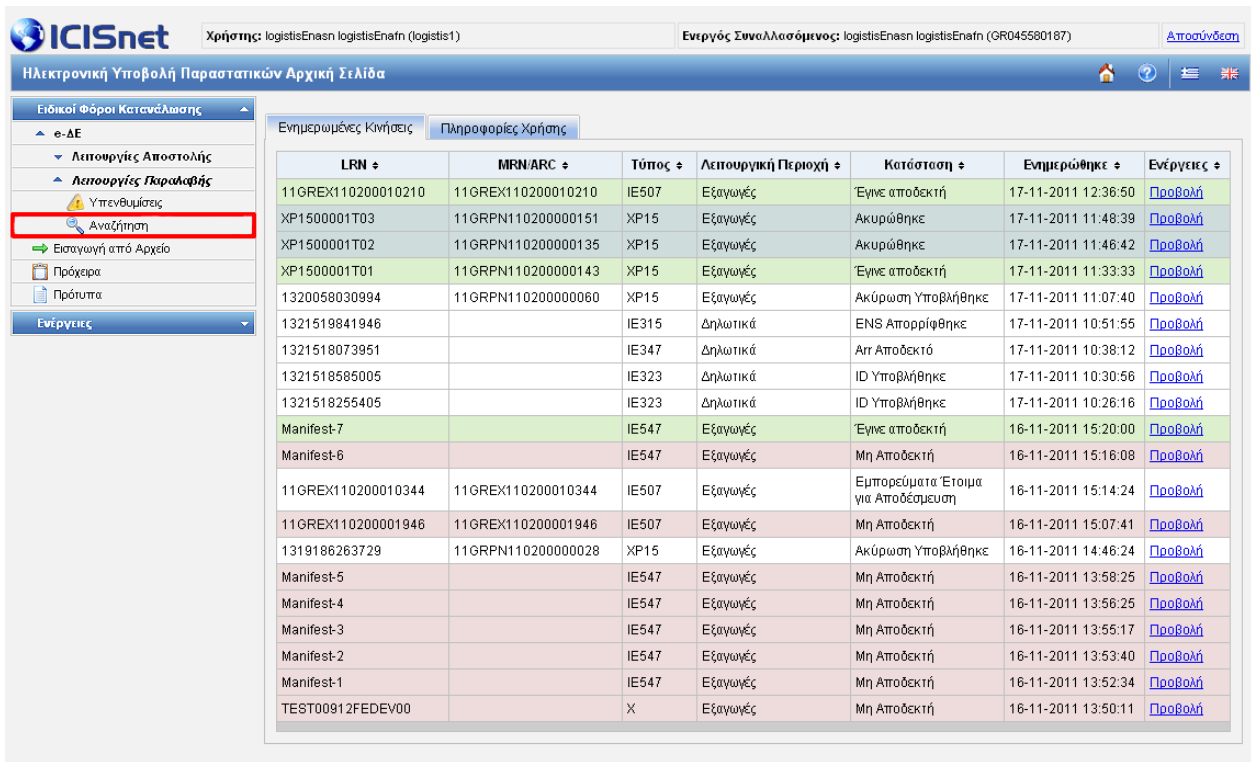 ICISnet
Χρήστης: logistisEnasn logistisEnafn (logistis1)
Ενεργός Συναλλασόμενος: logistisEnasn logistisEnafn (GR045580187)
Αποσύνδεση
Ηλεκτρονική Υποβολή Παραστατικών Αρχική Σελίδα
Ειδικοί Φόροι Κατανάλωσης
e-ΔΕ
Λειτουργίες Αποστολής
Λειτουργίες Παραλαβής
Υπενθυμίσεις
Αναζήτηση
Εισαγωγή από Αρχείο
Πρόχειρα
Πρότυπα
Ενέργειες
Ενημερωμένες Κινήσεις Πληροφορίες Χρήσης
LRN MRN/ARC Τύπος Λειτουργική Περιοχή Κατάσταση Ενημερώθηκε Ενέργειες
11GREX110200010210 11GREX110200010210 IE507 Εξαγωγές Έγινε αποδεκτή 17-11-2011 12:36:50 Προβολή
XP1500001T03 11GRPN110200000151 XP15 Εξαγωγές Ακυρώθηκε 17-11-2011 11:48:39 Προβολή
XP1500001T02 11GRPN110200000135 XP15 Εξαγωγές Ακυρώθηκε 17-11-2011 11:46:42 Προβολή
XP1500001T01 11GRPN110200000143 XP15 Εξαγωγές Έγινε αποδεκτή 17-11-2011 11:33:33 Προβολή
1320058030994 11GRPN110200000060 XP15 Εξαγωγές Ακύρωση Υποβλήθηκε 17-11-2011 11:07:40 Προβολή
1321519841946 IE315 Δηλωτικά ENS Απορρίφθηκε 17-11-2011 10:51:55 Προβολή
1321518073951 IE347 Δηλωτικά Arr Αποδεκτό 17-11-2011 10:38:12 Προβολή
1321518585005 IE323 Δηλωτικά ID Υποβλήθηκε 17-11-2011 10:30:56 Προβολή
1321518255405 IE323 Δηλωτικά ID Υποβλήθηκε 17-11-2011 10:26:16 Προβολή
Manifest-7 IE547 Εξαγωγές Έγινε αποδεκτή 16-11-2011 15:20:00 Προβολή
Manifest-6 IE547 Εξαγωγές Μη Αποδεκτή 16-11-2011 15:16:08 Προβολή
11GREX110200010344 11GREX110200010344 IE507 Εξαγωγές Εμπορεύματα Έτοιμα για Αποδέσμευση 16-11-2011 15:14:24 Προβολή
11GREX110200001946 11GREX110200001946 IE507 Εξαγωγές Μη Αποδεκτή 16-11-2011 15:07:41 Προβολή
1319186263729 11GRPN110200000028 XP15 Εξαγωγές Ακύρωση Υποβλήθηκε 16-11-2011 14:46:24 Προβολή
Manifest-5 IE547 Εξαγωγές Μη Αποδεκτή 16-11-2011 13:58:25 Προβολή
Manifest-4 IE547 Εξαγωγές Μη Αποδεκτή 16-11-2011 13:56:25 Προβολή
Manifest-3 IE547 Εξαγωγές Μη Αποδεκτή 16-11-2011 13:55:17 Προβολή
Manifest-2 IE547 Εξαγωγές Μη Αποδεκτή 16-11-2011 13:53:40 Προβολή
Manifest-1 IE547 Εξαγωγές Μη Αποδεκτή 16-11-2011 13:52:34 Προβολή
TEST00912FEDEV00 X Εξαγωγές Μη Αποδεκτή 16-11-2011 13:50:11 Προβολή